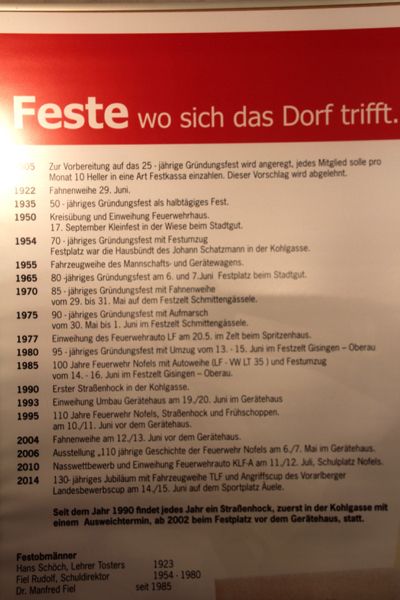 Feste wo sich das Dorf trifft.
Zur Vorbereitung auf das 25 - jährige Gründungsfest wird angeregt, jedes Mitglied solle pro
Monat 10 Heller in eine Art Festkassa einzahlen. Dieser Vorschlag wird abgelehnt.
1922 Fahnenweihe 29. Juni.
1935 50 - jähriges Gründungsfest als halbtägiges Fest.
1950 Kreisübung und Einweihung Feuerwehrhaus.
17. September Kleinfest in der Wiese beim Stadtgut.
1954 70 - jähriges Gründungsfest mit Festumzug
Festplatz war die Hausbündt des Johann Schatzmann in der Kohlgasse.
1955 Fahrzeugweihe des Mannschafts- und Gerätewagens.
1965 80-jähriges Gründungsfest am 6. und 7.Juni Festplatz beim Stadtgut.
1970 85 - jähriges Gründungsfest mit Fahnenweihe
vom 29. bis 31. Mai auf dem Festzelt Schmittengässele.
1975 90 - jähriges Gründungsfest mit Aufmarsch
vom 30. Mai bis 1. Juni im Festzelt Schmittengässele.
1977 Einweihung des Feuerwehrauto LF am 20.5. im Zelt beim Spritzenhaus.
1980 95 - jähriges Gründungsfest mit Umzug vom 13. - 15. Juni im Festzelt Gisingen – Oberau
1985 100 Jahre Feuerwehr Nofels mit Autoweihe (LF - VW LT 35 ) und Festumzug
vom 14. - 16. Juni im Festzelt Gisingen – Oberau.
1990 Erster Straßenhock in der Kohlgasse.
1993 Einweihung Umbau Gerätehaus am 19./20. Juni im Gerätehaus
1995 110 Jahre Feuerwehr Nofels, Straßenhock und Frühschoppen.
am 10./11. Juni vor dem Gerätehaus.
2004 Fahnenweihe am 12./13. Juni vor dem Gerätehaus.
2006 Ausstellung „110 jährige Geschichte der Feuerwehr Nofels am 6./7. Mai im Gerätehaus.
2010 Nasswettbewerb und Einweihung Feuerwehrauto KLF-A am 11./12. Juli, Schulplatz Nofels.
2014 130- jähriges Jubiläum mit Fahrzeugweihe TLF und Angriffscup des Vorarlberger
Landesbewerbscup am 14./15. Juni auf dem Sportplatz Auele.
Seit dem Jahr 1990 findet jedes Jahr ein Straßenhock, zuerst in der Kohlgasse mit
einem Ausweichtermin, ab 2002 beim Festplatz vor dem Gerätehaus, statt.
Festobmänner
Hans Schöch, Lehrer Tosters 1923
Fiel Rudolf, Schuldirektor 1954 - 1980
Dr. Manfred Fiel seit 1985